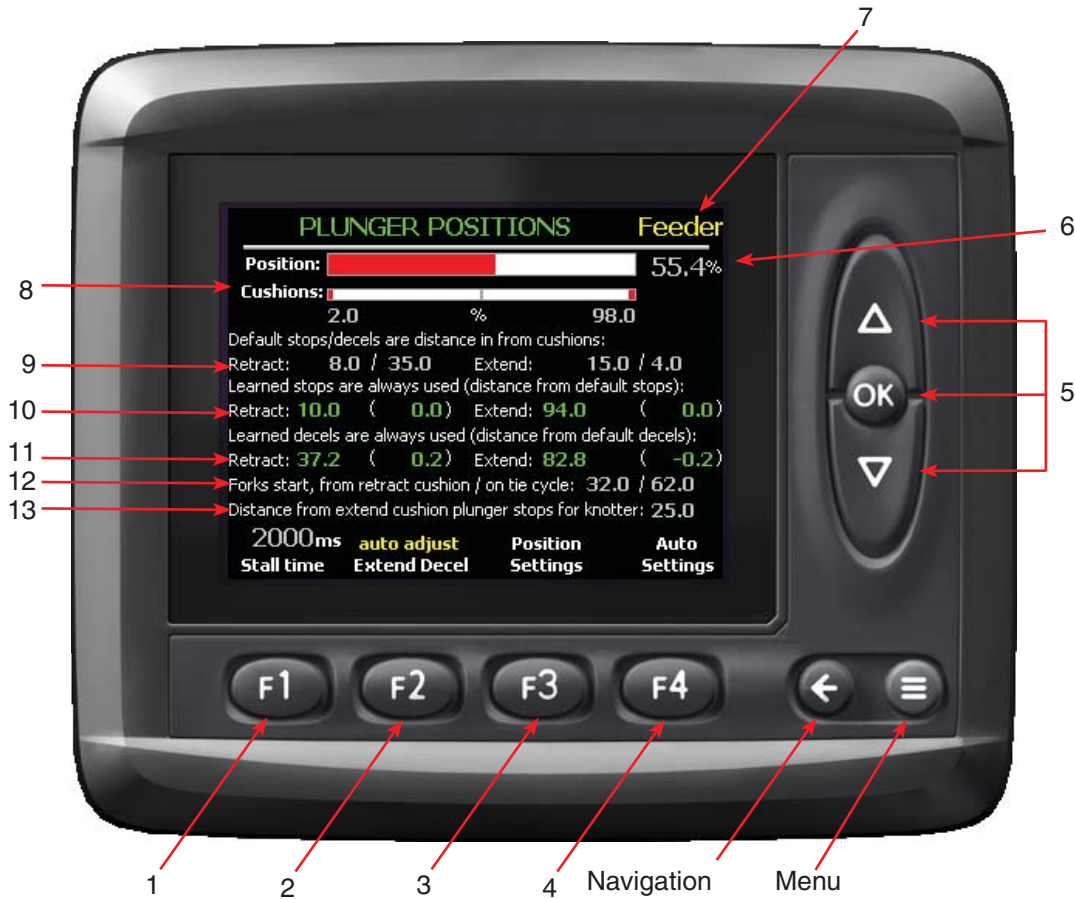 7
PLUNGER POSITIONS Feeder
6
Position: 55.4%
8
Cushions:
2.0 % 98.0
Default stops/decels are distance in from cushions:
9
Retract: 8.0 / 35.0 Extend: 15.0 / 4.0
Learned stops are always used (distance from default stops):
10
Retract: 10.0 ( 0.0) Extend: 94.0 ( 0.0)
Learned decels are always used (distance from default decels):
11
Retract: 37.2 ( 0.2) Extend: 82.8 ( -0.2)
12
Forks start, from retract cushion / on tie cycle: 32.0 / 62.0
13
Distance from extend cushion plunger stops for knotter: 25.0
2000ms auto adjust Position Auto
Stall time Extend Decel Settings Settings
OK
5
F1 F2 F3 F4
1 2 3 4 Navigation Menu